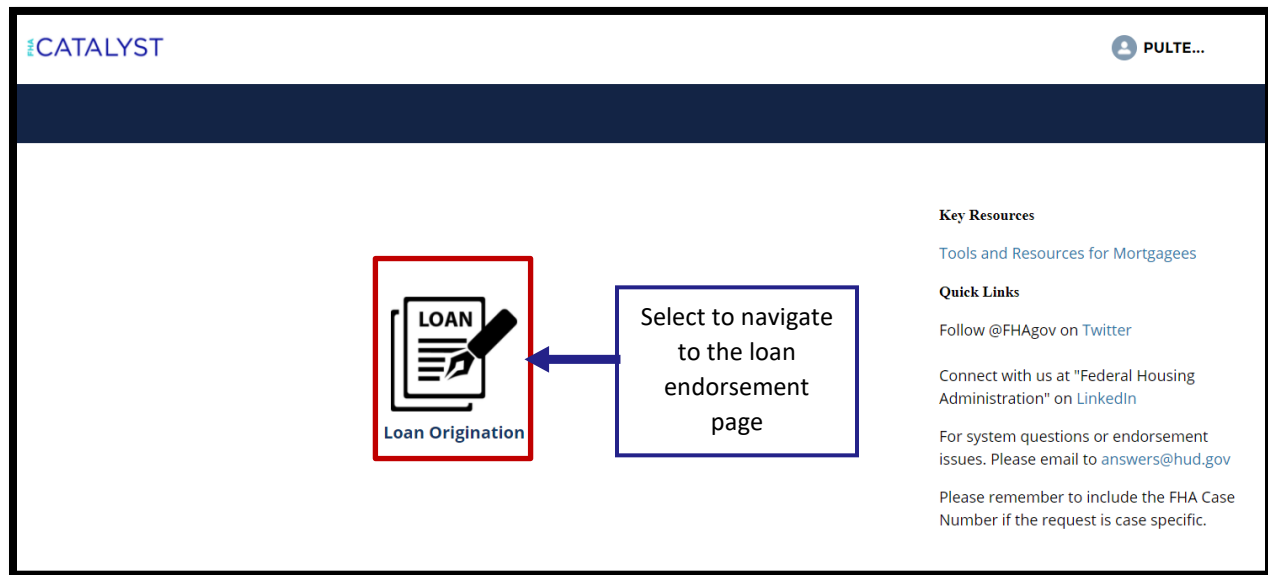 FHA CATALYST
PULTE...
LOAN
Loan Origination
Select to navigate
to the loan
endorsement
page
Key Resources
Tools and Resources for Mortgagees
Quick Links
Follow @FHAgov on Twitter
Connect with us at "Federal Housing
Administration" on LinkedIn
For system questions or endorsement
issues. Please email to answers@hud.gov
Please remember to include the FHA Case
Number if the request is case specific.